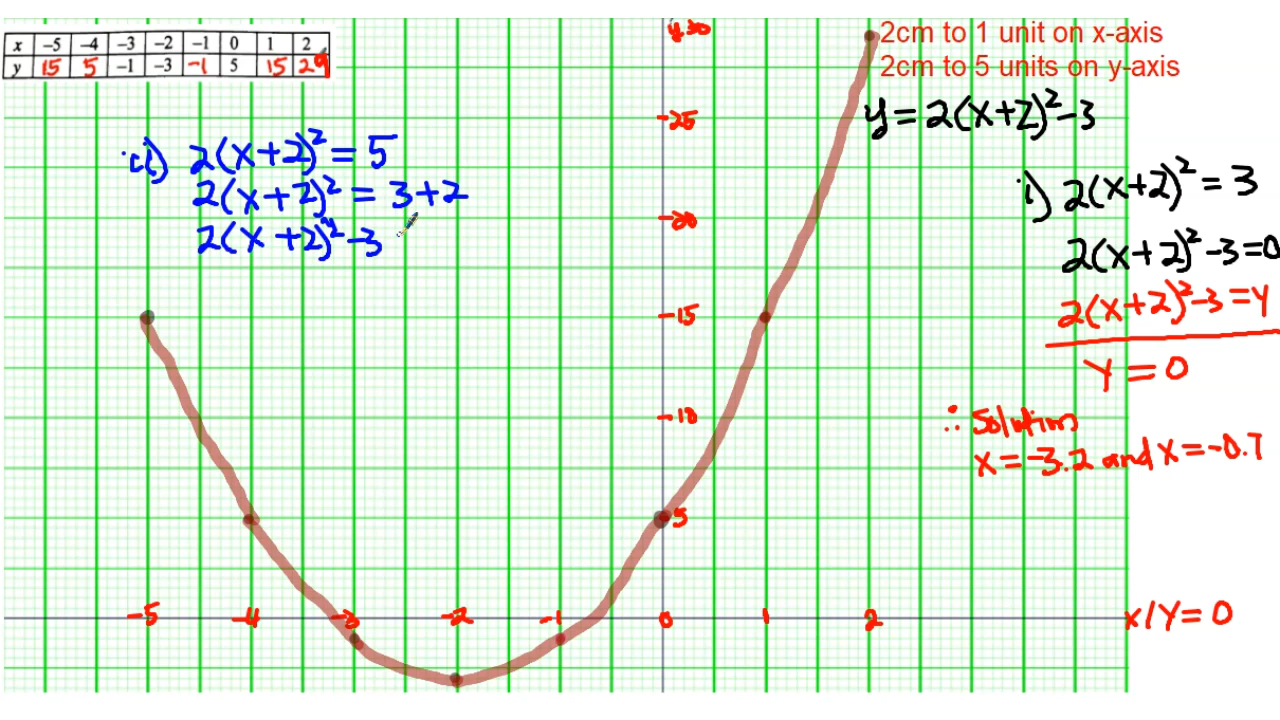 x -5 -4 -3 -2 -1 0 1 2
y 15 5 -1 -3 -1 5 15 29
y 30
2cm to 1 unit on x-axis
2cm to 5 units on y-axis
y = 2(x+2)² -3
ii) 2(x+2)² = 5
2(x+2)² = 3+2
2(x+2)² -3
i) 2(x+2)² = 3
2(x+2)² -3=0
2(x+2)² -3 = y
y = 0
∴ Solution
x = -3.2 and x = -0.7
-25
-20
-15
-10
5
-5 -4 -3 -2 -1 0 1 2 x/y = 0